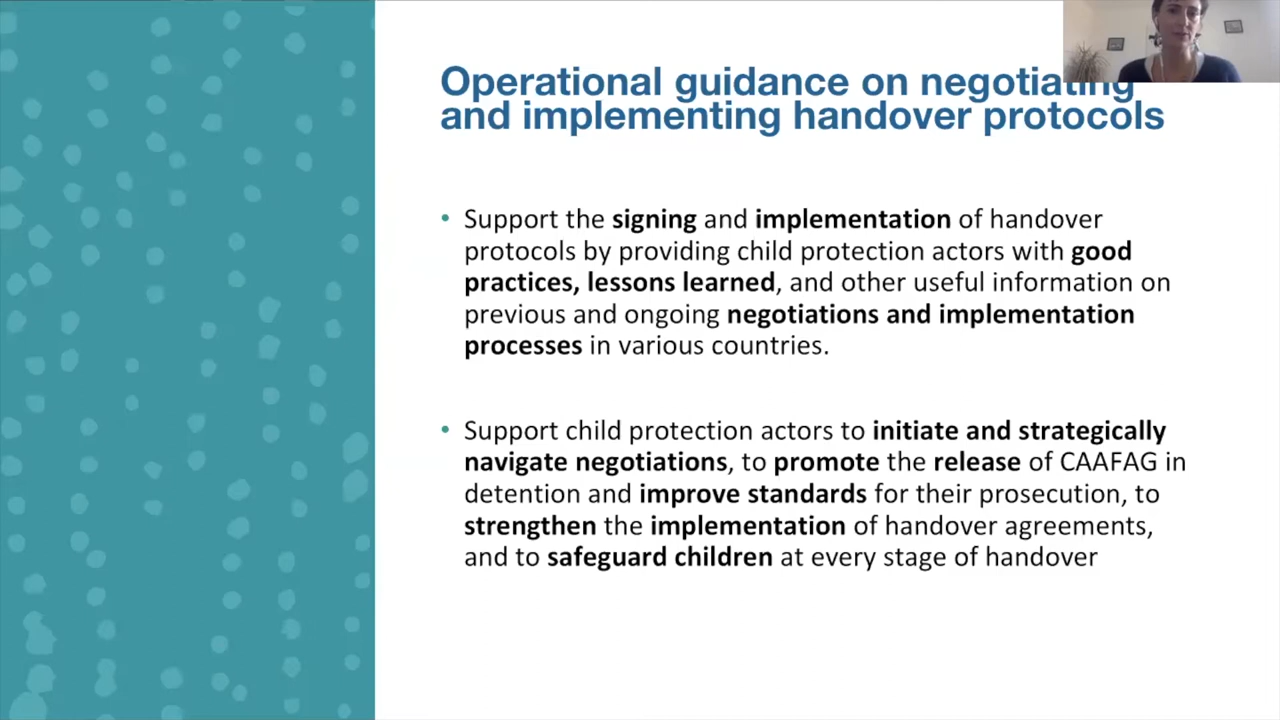 Operational guidance on negotiating
and implementing handover protocols
• Support the signing and implementation of handover
protocols by providing child protection actors with good
practices, lessons learned, and other useful information on
previous and ongoing negotiations and implementation
processes in various countries.
• Support child protection actors to initiate and strategically
navigate negotiations, to promote the release of CAAFAG in
detention and improve standards for their prosecution, to
strengthen the implementation of handover agreements,
and to safeguard children at every stage of handover